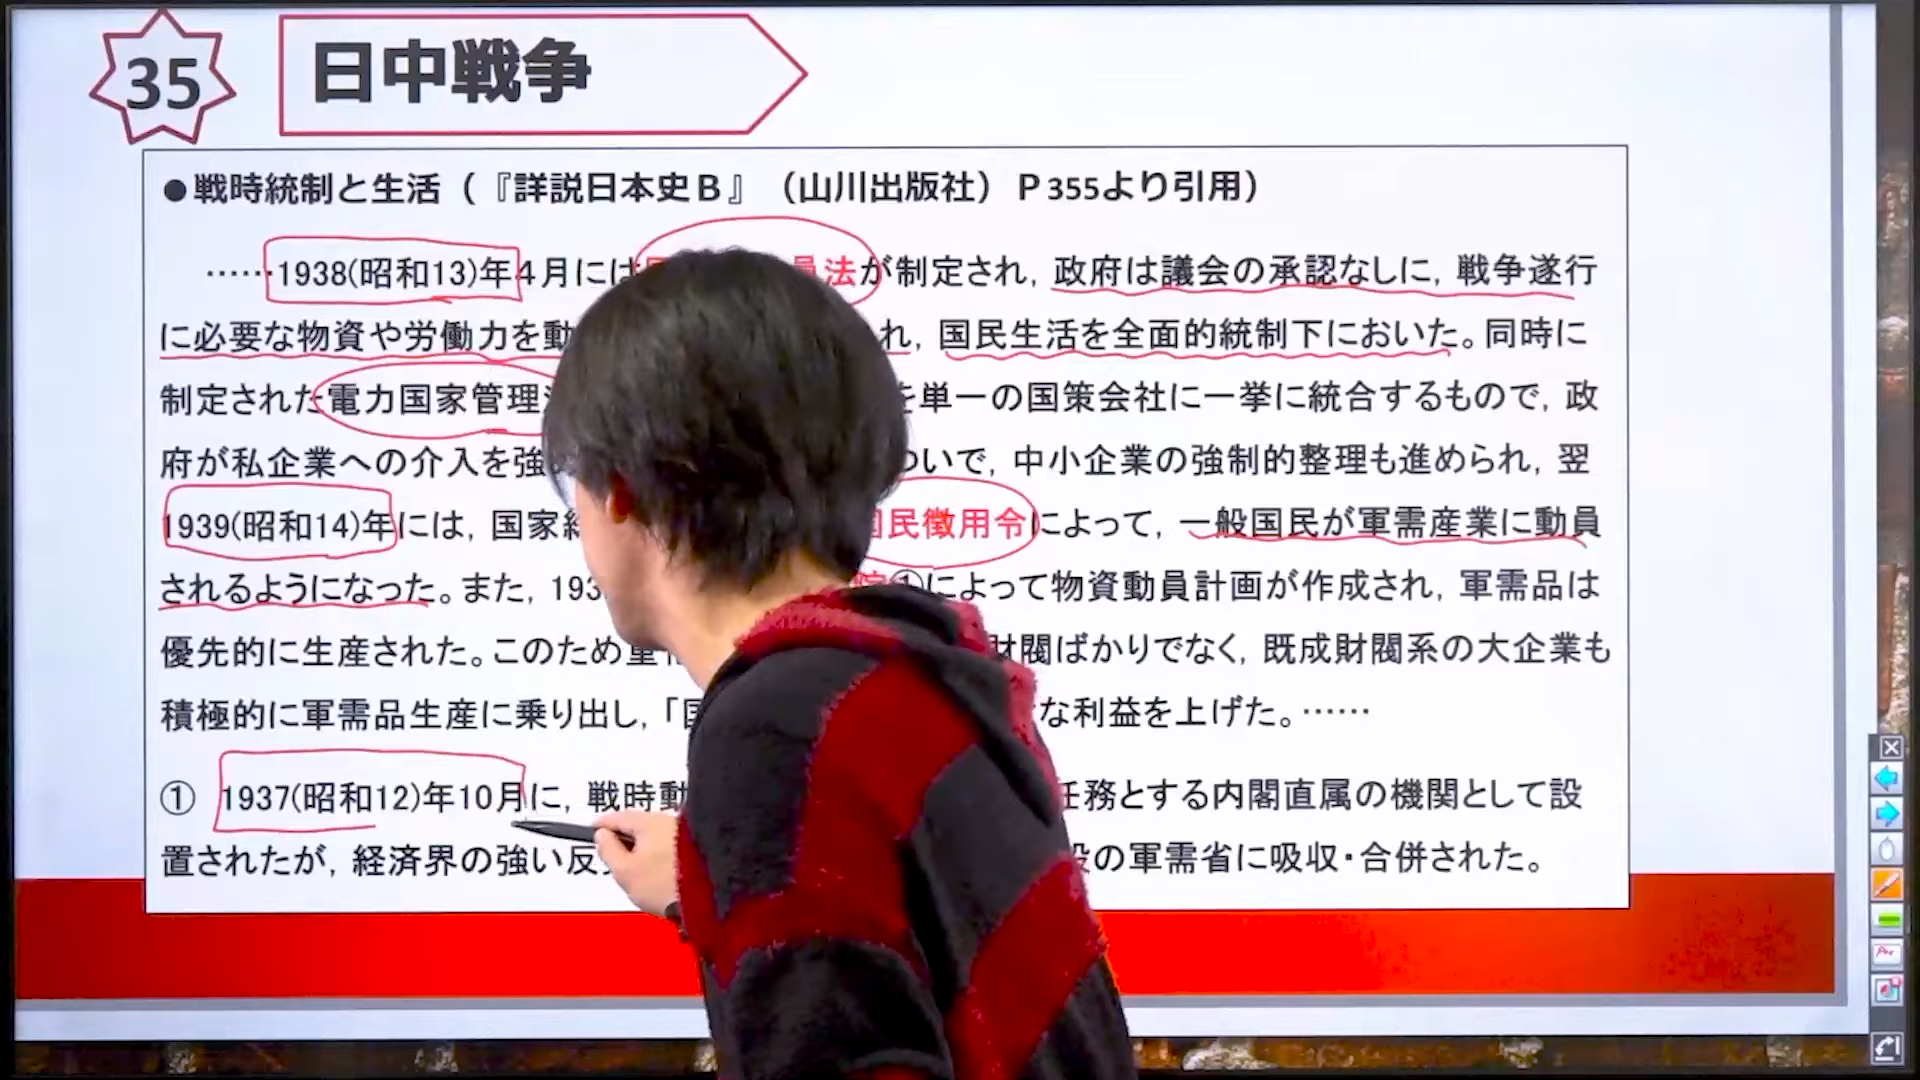 35
日中戦争
●戦時統制と生活（『詳説日本史Ｂ』（山川出版社）Ｐ355より引用）
……1938(昭和13)年４月には 員法が制定され，政府は議会の承認なしに，戦争遂行
に必要な物資や労働力を動 れ，国民生活を全面的統制下においた。同時に
制定された電力国家管理 を単一の国策会社に一挙に統合するもので，政
府が私企業への介入を強 ついで，中小企業の強制的整理も進められ，翌
1939(昭和14)年には，国家 国民徴用令によって，一般国民が軍需産業に動員
されるようになった。また，193 院①によって物資動員計画が作成され，軍需品は
優先的に生産された。このため重 財閥ばかりでなく，既成財閥系の大企業も
積極的に軍需品生産に乗り出し，「国 な利益を上げた。……
① 1937(昭和12)年10月に，戦時動 任務とする内閣直属の機関として設
置されたが，経済界の強い反 設の軍需省に吸収・合併された。